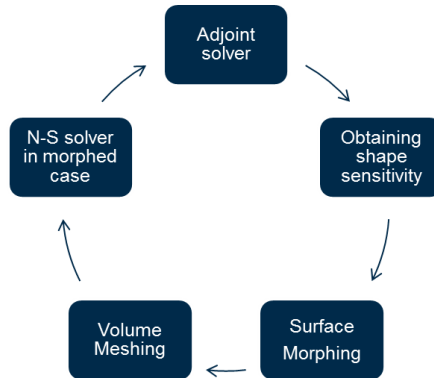 Adjoint
solver
Obtaining
shape
sensitivity
Surface
Morphing
Volume
Meshing
N-S solver
in morphed
case